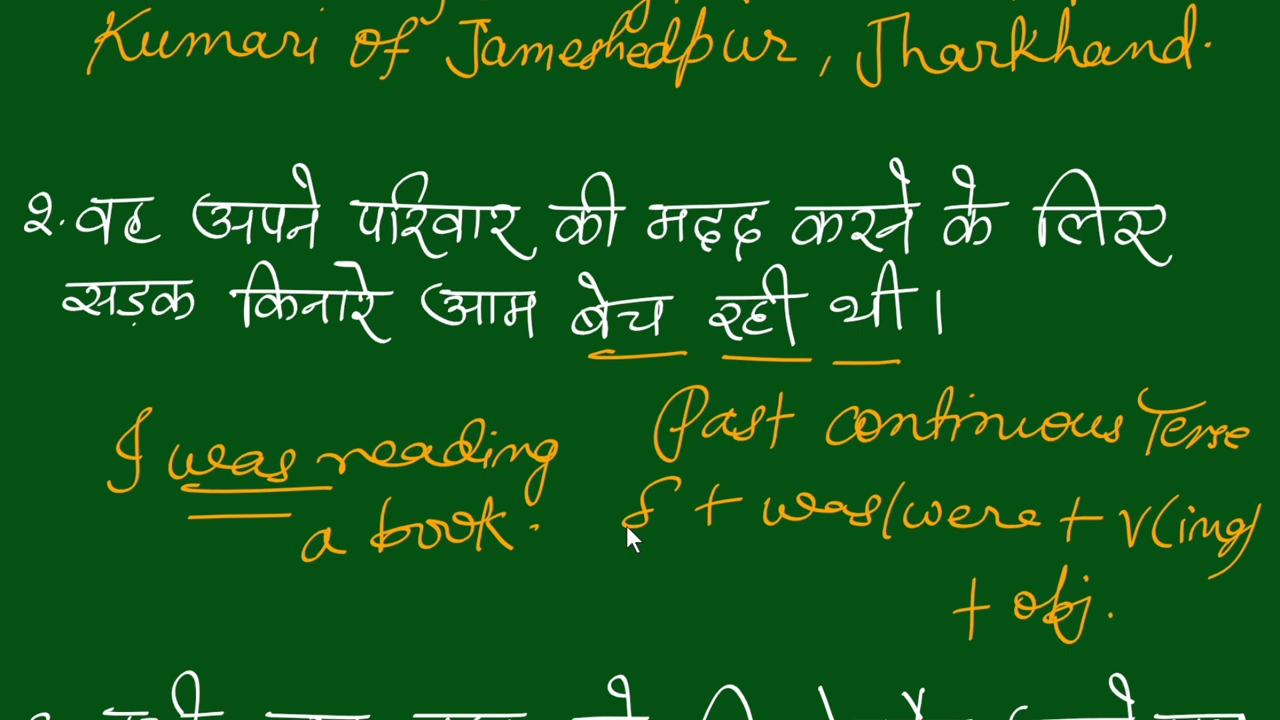 Kumari of Jameshedpur, Jharkhand.
२. वह अपने परिवार की मदद करने के लिए
सड़क किनारे आम बेच रही थी।
I was reading
a book.
Past continuous Tense
S + was/were + V(ing)
+ obj.